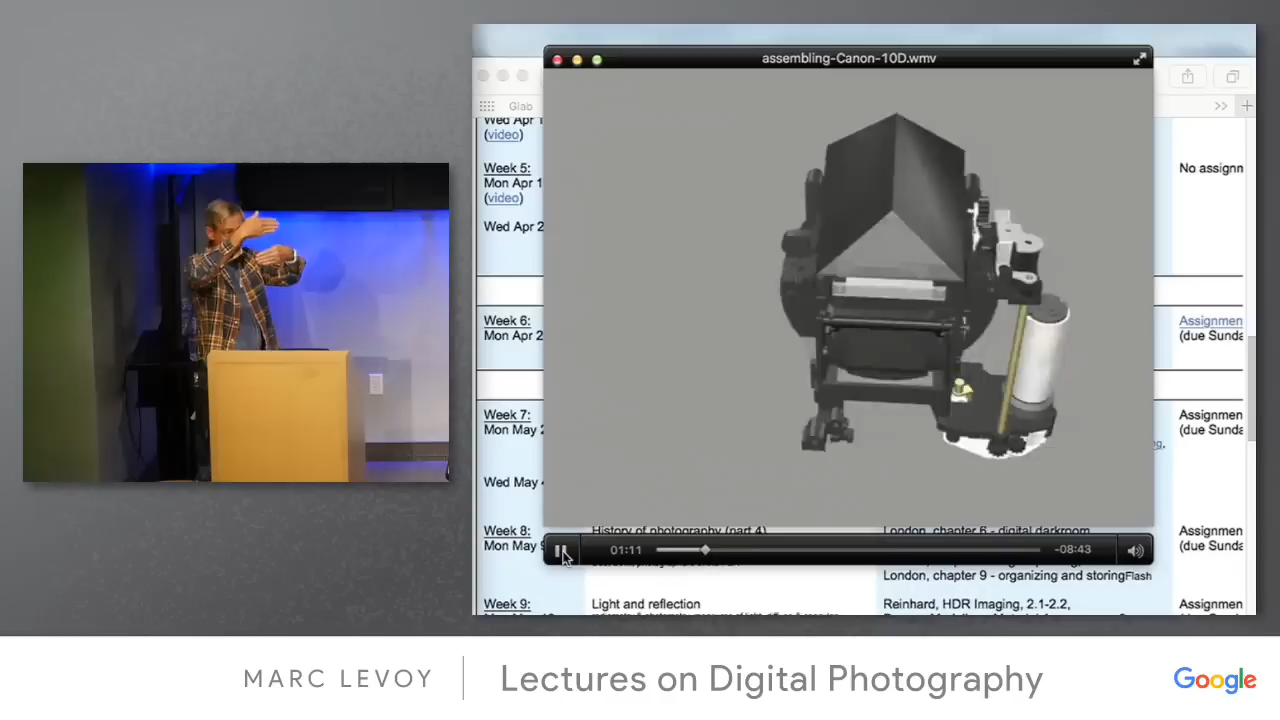 assembling-Canon-10D.wmv
Glab
>>
+
Wed Apr 1
(video)
Week 5:
Mon Apr 1
(video)
Wed Apr 2
No assignn
Week 6:
Mon Apr 2
Assignmen
(due Sunda
Week 7:
Mon May 2
Assignmen
(due Sunda
ng,
Wed May 4
Week 8:
Mon May 9
History of photography (part 4)
London, chapter 6 - digital darkroom
Assignmen
(due Sunda
01:11
-08:43
London, chapter 9 - organizing and storing
Flash
Week 9:
Light and reflection
Reinhard, HDR Imaging, 2.1-2.2,
Assignmen
MARC LEVOY
Lectures on Digital Photography
Google